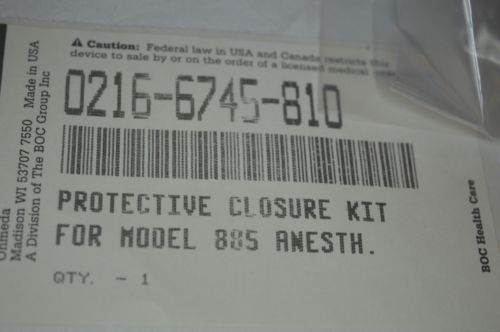 ⚠ Caution: Federal law in USA and Canada restricts this
device to sale by or on the order of a licensed medical
0216-6745-810
PROTECTIVE CLOSURE KIT
FOR MODEL 885 ANESTH.
QTY. - 1
Ohmeda
Madison WI 53707 7550 Made in USA
A Division of The BOC Group Inc
BOC Health Care